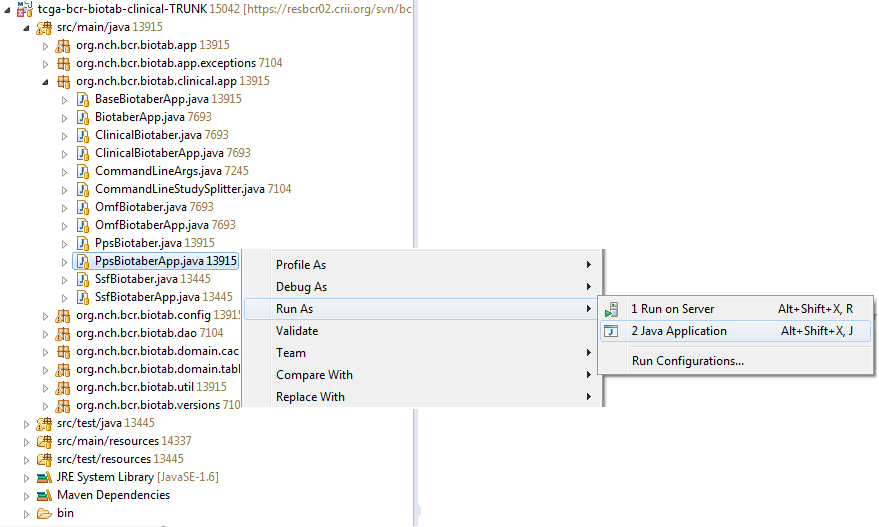 tcga-bcr-biotab-clinical-TRUNK 15042 [https://resbcr02.crii.org/svn/bc
src/main/java 13915
org.nch.bcr.biotab.app 13915
org.nch.bcr.biotab.app.exceptions 7104
org.nch.bcr.biotab.clinical.app 13915
BaseBiotaberApp.java 13915
BiotaberApp.java 7693
ClinicalBiotaber.java 7693
ClinicalBiotaberApp.java 7693
CommandLineArgs.java 7245
CommandLineStudySplitter.java 7104
OmfBiotaber.java 7693
OmfBiotaberApp.java 7693
PpsBiotaber.java 13915
PpsBiotaberApp.java 13915
SsfBiotaber.java 13445
SsfBiotaberApp.java 13445
org.nch.bcr.biotab.config 1391
org.nch.bcr.biotab.dao 7104
org.nch.bcr.biotab.domain.cac
org.nch.bcr.biotab.domain.tabl
org.nch.bcr.biotab.util 13915
org.nch.bcr.biotab.versions 710
src/test/java 13445
src/main/resources 14337
src/test/resources 13445
JRE System Library [JavaSE-1.6]
Maven Dependencies
bin
Profile As
Debug As
Run As
Validate
Team
Compare With
Replace With
1 Run on Server Alt+Shift+X, R
2 Java Application Alt+Shift+X, J
Run Configurations...